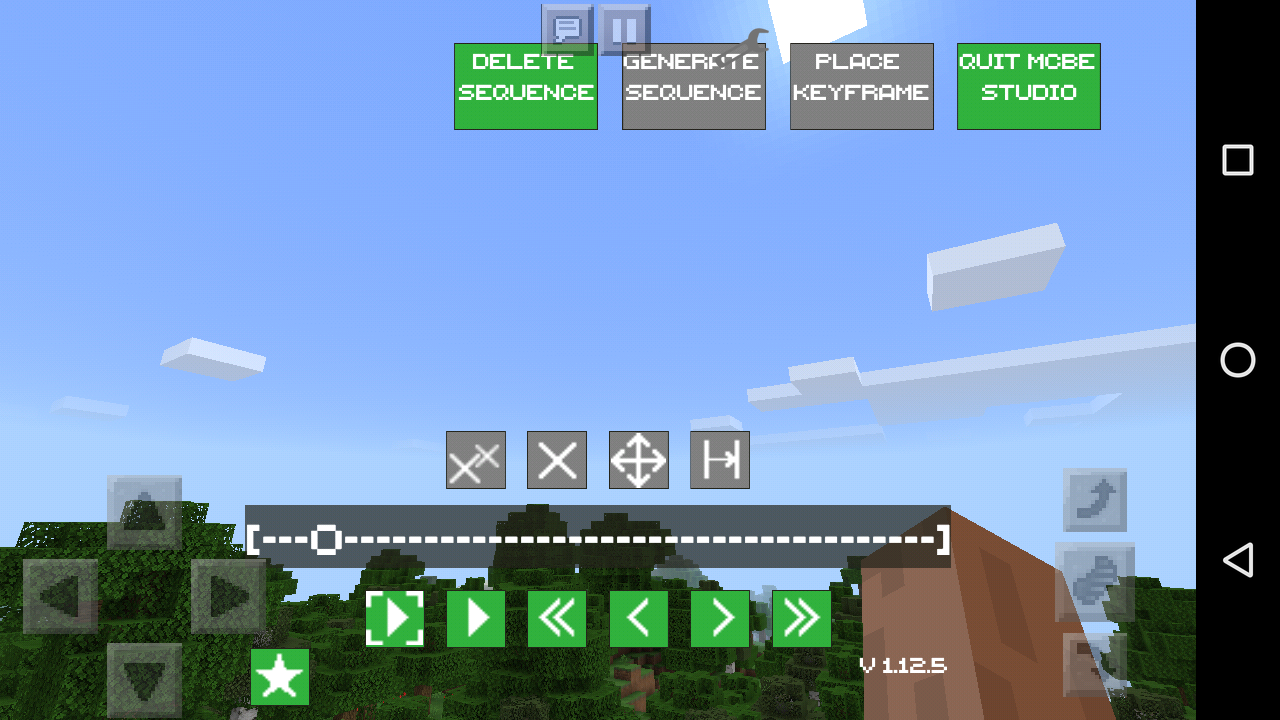 DELETE SEQUENCE
GENERATE SEQUENCE
PLACE KEYFRAME
QUIT MCBE STUDIO
V 1.12.5